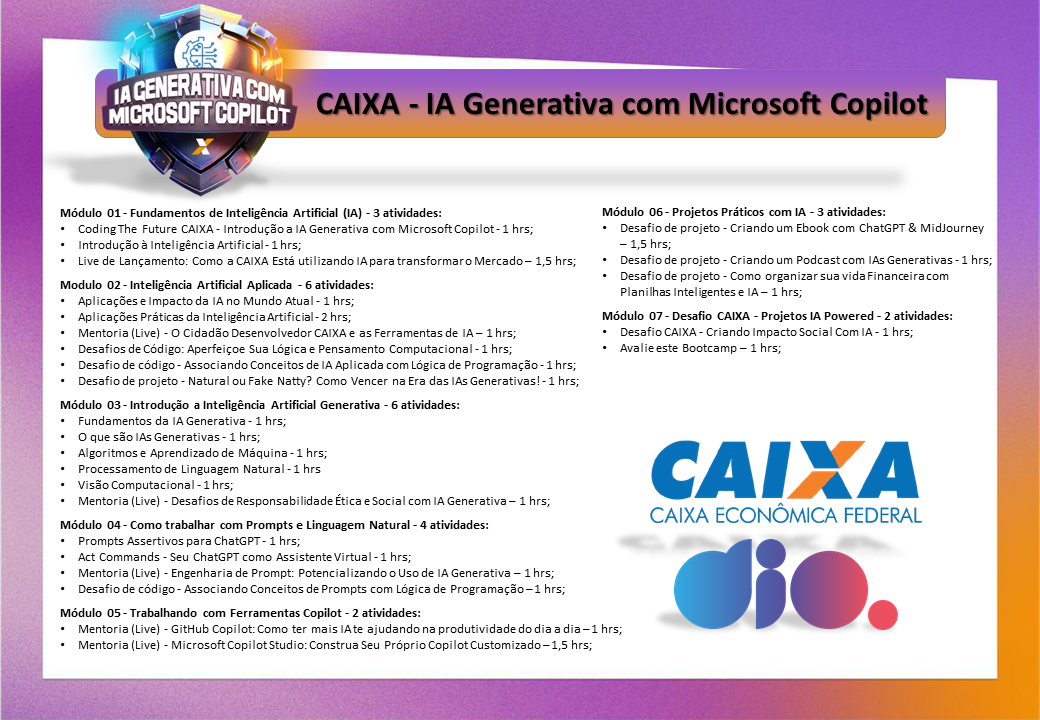 IA GENERATIVA COM
MICROSOFT COPILOT
CAIXA - IA Generativa com Microsoft Copilot
Módulo 01 - Fundamentos de Inteligência Artificial (IA) - 3 atividades:
• Coding The Future CAIXA - Introdução a IA Generativa com Microsoft Copilot - 1 hrs;
• Introdução à Inteligência Artificial - 1 hrs;
• Live de Lançamento: Como a CAIXA Está utilizando IA para transformar o Mercado – 1,5 hrs;
Modulo 02 - Inteligência Artificial Aplicada - 6 atividades:
• Aplicações e Impacto da IA no Mundo Atual - 1 hrs;
• Aplicações Práticas da Inteligência Artificial - 2 hrs;
• Mentoria (Live) - O Cidadão Desenvolvedor CAIXA e as Ferramentas de IA – 1 hrs;
• Desafios de Código: Aperfeiçoe Sua Lógica e Pensamento Computacional - 1 hrs;
• Desafio de código - Associando Conceitos de IA Aplicada com Lógica de Programação - 1 hrs;
• Desafio de projeto - Natural ou Fake Natty? Como Vencer na Era das IAs Generativas! - 1 hrs;
Módulo 03 - Introdução a Inteligência Artificial Generativa - 6 atividades:
• Fundamentos da IA Generativa - 1 hrs;
• O que são IAs Generativas - 1 hrs;
• Algoritmos e Aprendizado de Máquina - 1 hrs;
• Processamento de Linguagem Natural - 1 hrs
• Visão Computacional - 1 hrs;
• Mentoria (Live) - Desafios de Responsabilidade Ética e Social com IA Generativa – 1 hrs;
Módulo 04 - Como trabalhar com Prompts e Linguagem Natural - 4 atividades:
• Prompts Assertivos para ChatGPT - 1 hrs;
• Act Commands - Seu ChatGPT como Assistente Virtual - 1 hrs;
• Mentoria (Live) - Engenharia de Prompt: Potencializando o Uso de IA Generativa – 1 hrs;
• Desafio de código - Associando Conceitos de Prompts com Lógica de Programação – 1 hrs;
Módulo 05 - Trabalhando com Ferramentas Copilot - 2 atividades:
• Mentoria (Live) - GitHub Copilot: Como ter mais IA te ajudando na produtividade do dia a dia – 1 hrs;
• Mentoria (Live) - Microsoft Copilot Studio: Construa Seu Próprio Copilot Customizado – 1,5 hrs;
Módulo 06 - Projetos Práticos com IA - 3 atividades:
• Desafio de projeto - Criando um Ebook com ChatGPT & MidJourney
– 1,5 hrs;
• Desafio de projeto - Criando um Podcast com IAs Generativas - 1 hrs;
• Desafio de projeto - Como organizar sua vida Financeira com
Planilhas Inteligentes e IA – 1 hrs;
Módulo 07 - Desafio CAIXA - Projetos IA Powered - 2 atividades:
• Desafio CAIXA - Criando Impacto Social Com IA - 1 hrs;
• Avalie este Bootcamp – 1 hrs;
CAIXA
CAIXA ECONÔMICA FEDERAL
dio.